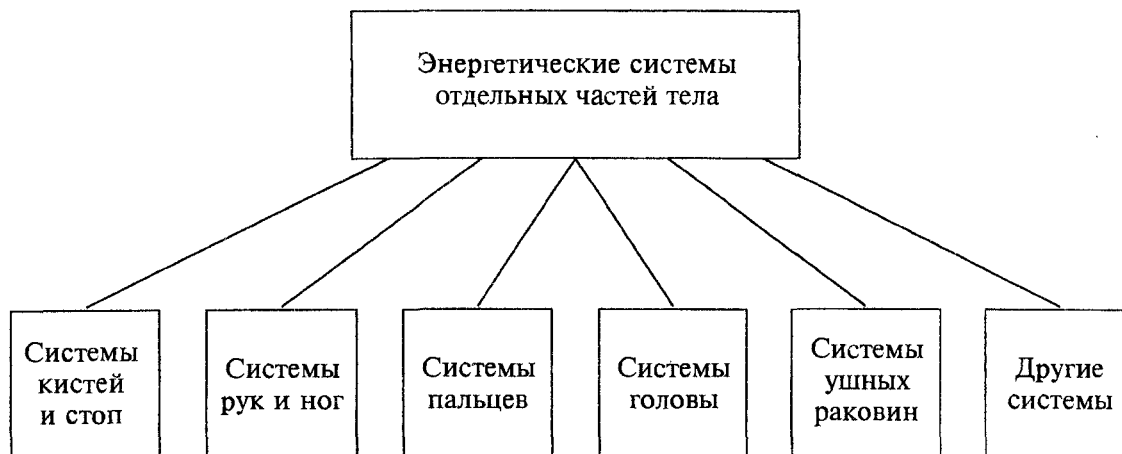 Энергетические системы
отдельных частей тела
Системы
кистей
и стоп
Системы
рук и ног
Системы
пальцев
Системы
головы
Системы
ушных
раковин
Другие
системы